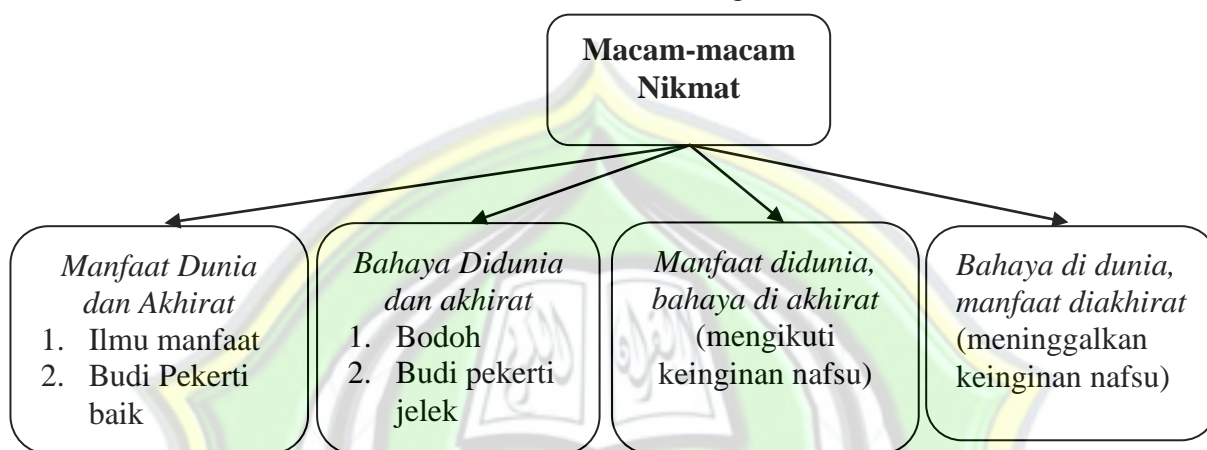 Macam-macam
Nikmat
Manfaat Dunia
dan Akhirat
1. Ilmu manfaat
2. Budi Pekerti
baik
Bahaya Didunia
dan akhirat
1. Bodoh
2. Budi pekerti
jelek
Manfaat didunia,
bahaya di akhirat
(mengikuti
keinginan nafsu)
Bahaya di dunia,
manfaat diakhirat
(meninggalkan
keinginan nafsu)